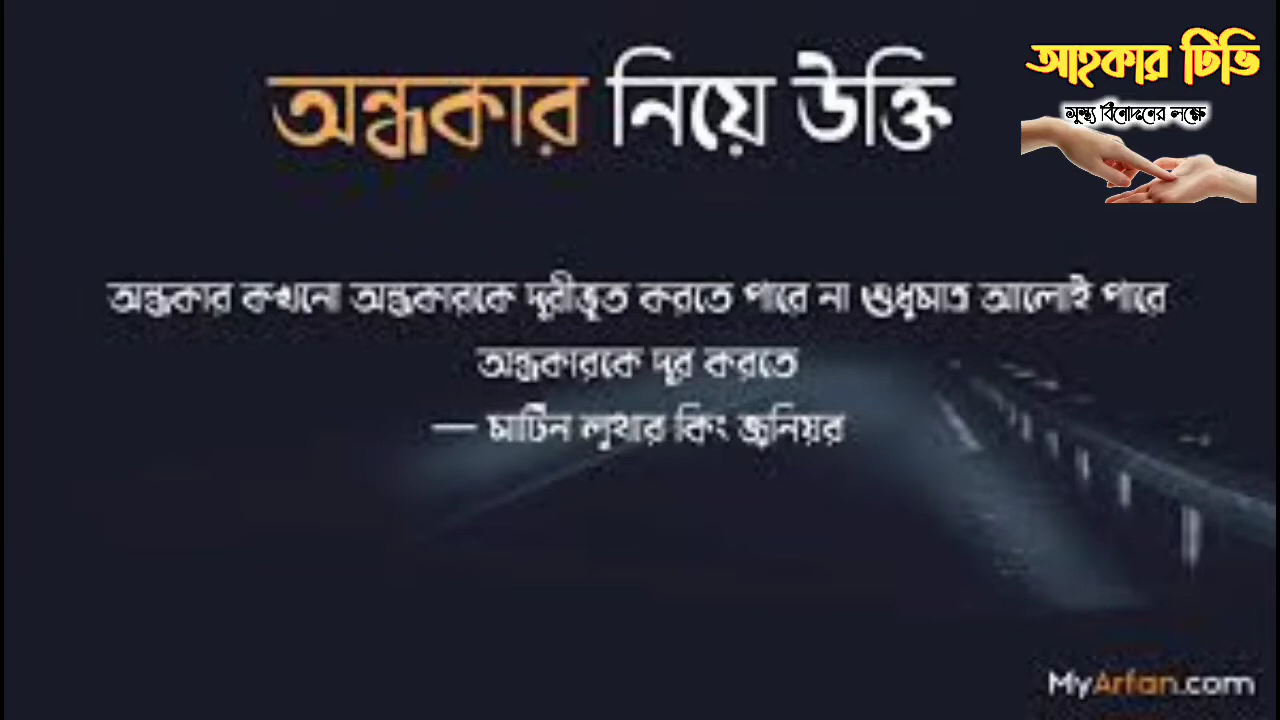 অন্ধকার নিয়ে উক্তি
আহকার টিভি
সুস্থ্য বিনোদনের লক্ষে
অন্ধকার কখনো অন্ধকারকে দূরীভূত করতে পারে না শুধুমাত্র আলোই পারে
অন্ধকারকে দূর করতে
— মার্টিন লুথার কিং জুনিয়র
MyArfan.com